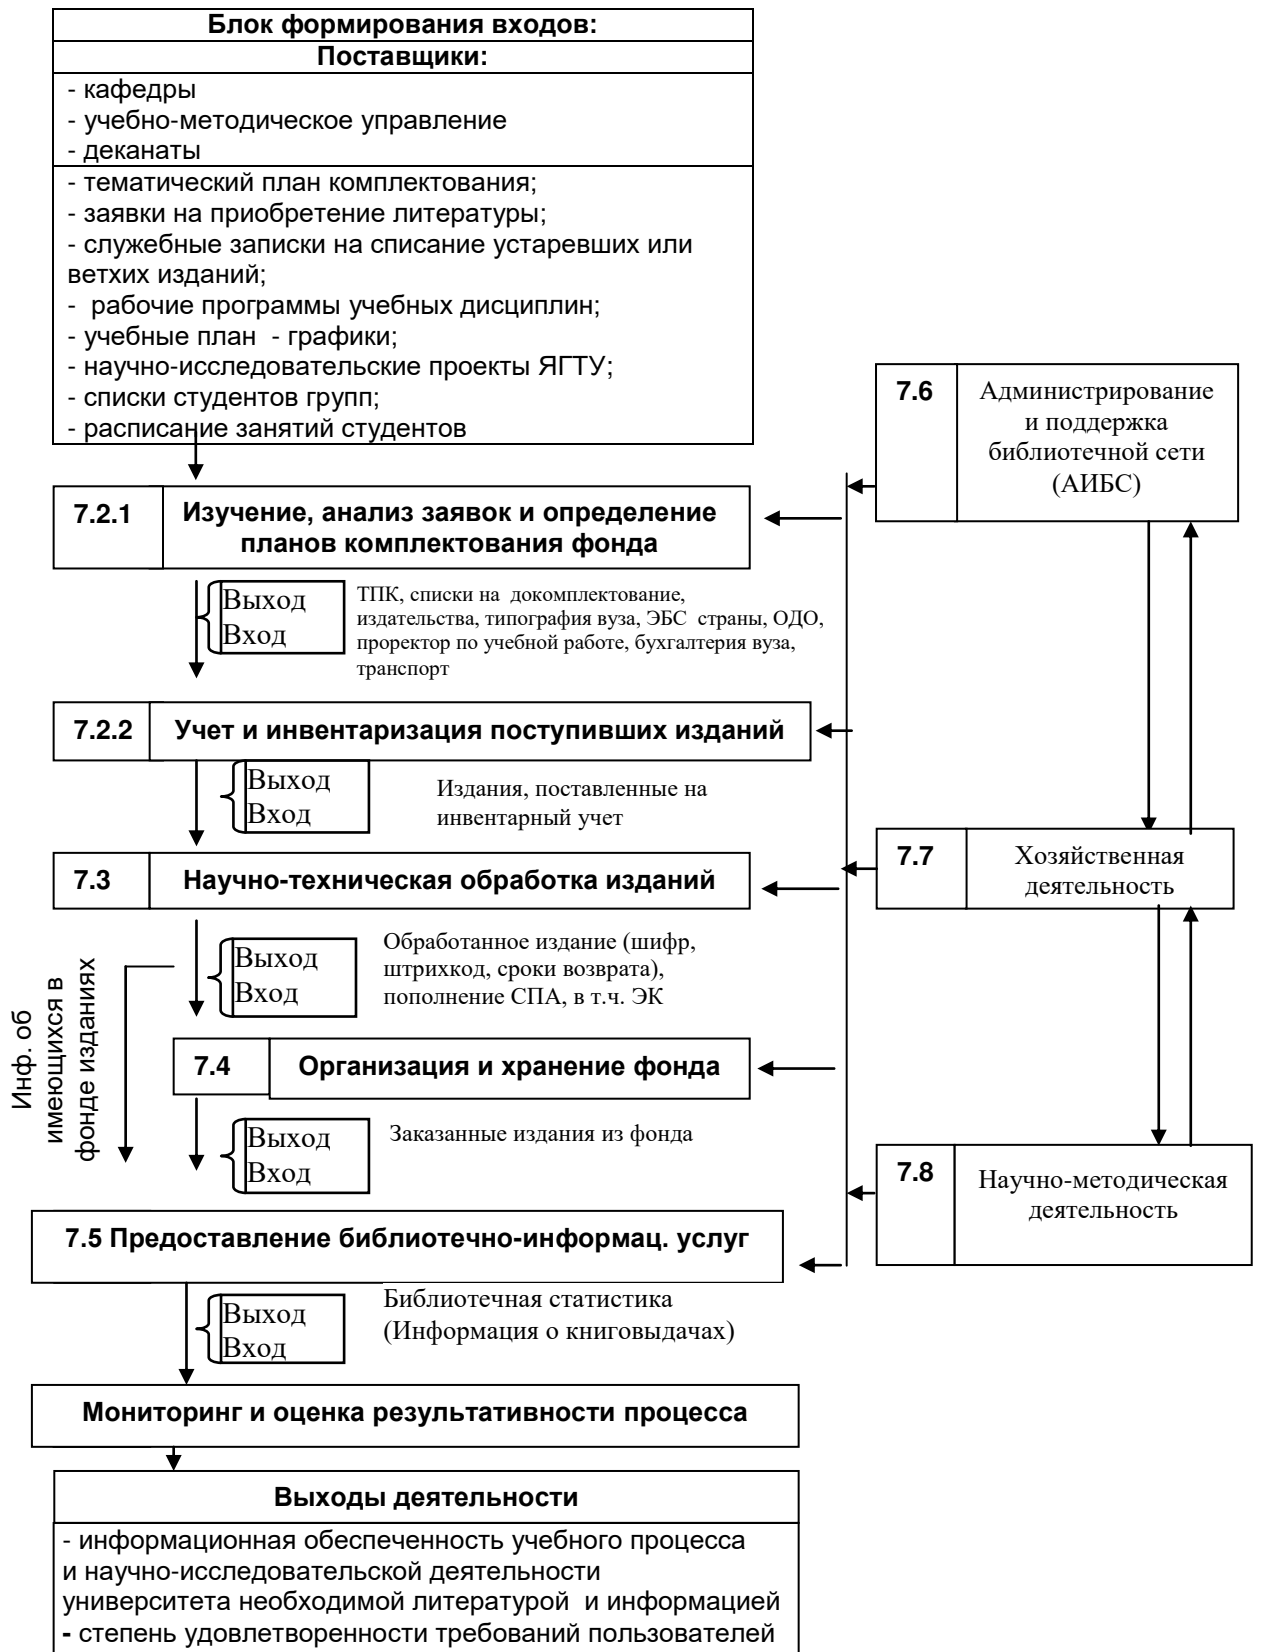 Блок формирования входов:
Поставщики:
- кафедры
- учебно-методическое управление
- деканаты
- тематический план комплектования;
- заявки на приобретение литературы;
- служебные записки на списание устаревших или
ветхих изданий;
-  рабочие программы учебных дисциплин;
- учебные план  - графики;
- научно-исследовательские проекты ЯГТУ;
- списки студентов групп;
- расписание занятий студентов
7.6
Администрирование
и поддержка
библиотечной сети
(АИБС)
7.2.1
Изучение, анализ заявок и определение
планов комплектования фонда
Выход
Вход
ТПК, списки на  докомплектование,
издательства, типография вуза, ЭБС  страны, ОДО,
проректор по учебной работе, бухгалтерия вуза,
транспорт
7.2.2
Учет и инвентаризация поступивших изданий
Выход
Вход
Издания, поставленные на
инвентарный учет
7.7
Хозяйственная
деятельность
7.3
Научно-техническая обработка изданий
Выход
Вход
Обработанное издание (шифр,
штрихкод, сроки возврата),
пополнение СПА, в т.ч. ЭК
Инф. об
имеющихся в
фонде изданиях
7.4
Организация и хранение фонда
Выход
Вход
Заказанные издания из фонда
7.8
Научно-методическая
деятельность
7.5 Предоставление библиотечно-информац. услуг
Выход
Вход
Библиотечная статистика
(Информация о книговыдачах)
Мониторинг и оценка результативности процесса
Выходы деятельности
- информационная обеспеченность учебного процесса
и научно-исследовательской деятельности
университета необходимой литературой  и информацией
- степень удовлетворенности требований пользователей